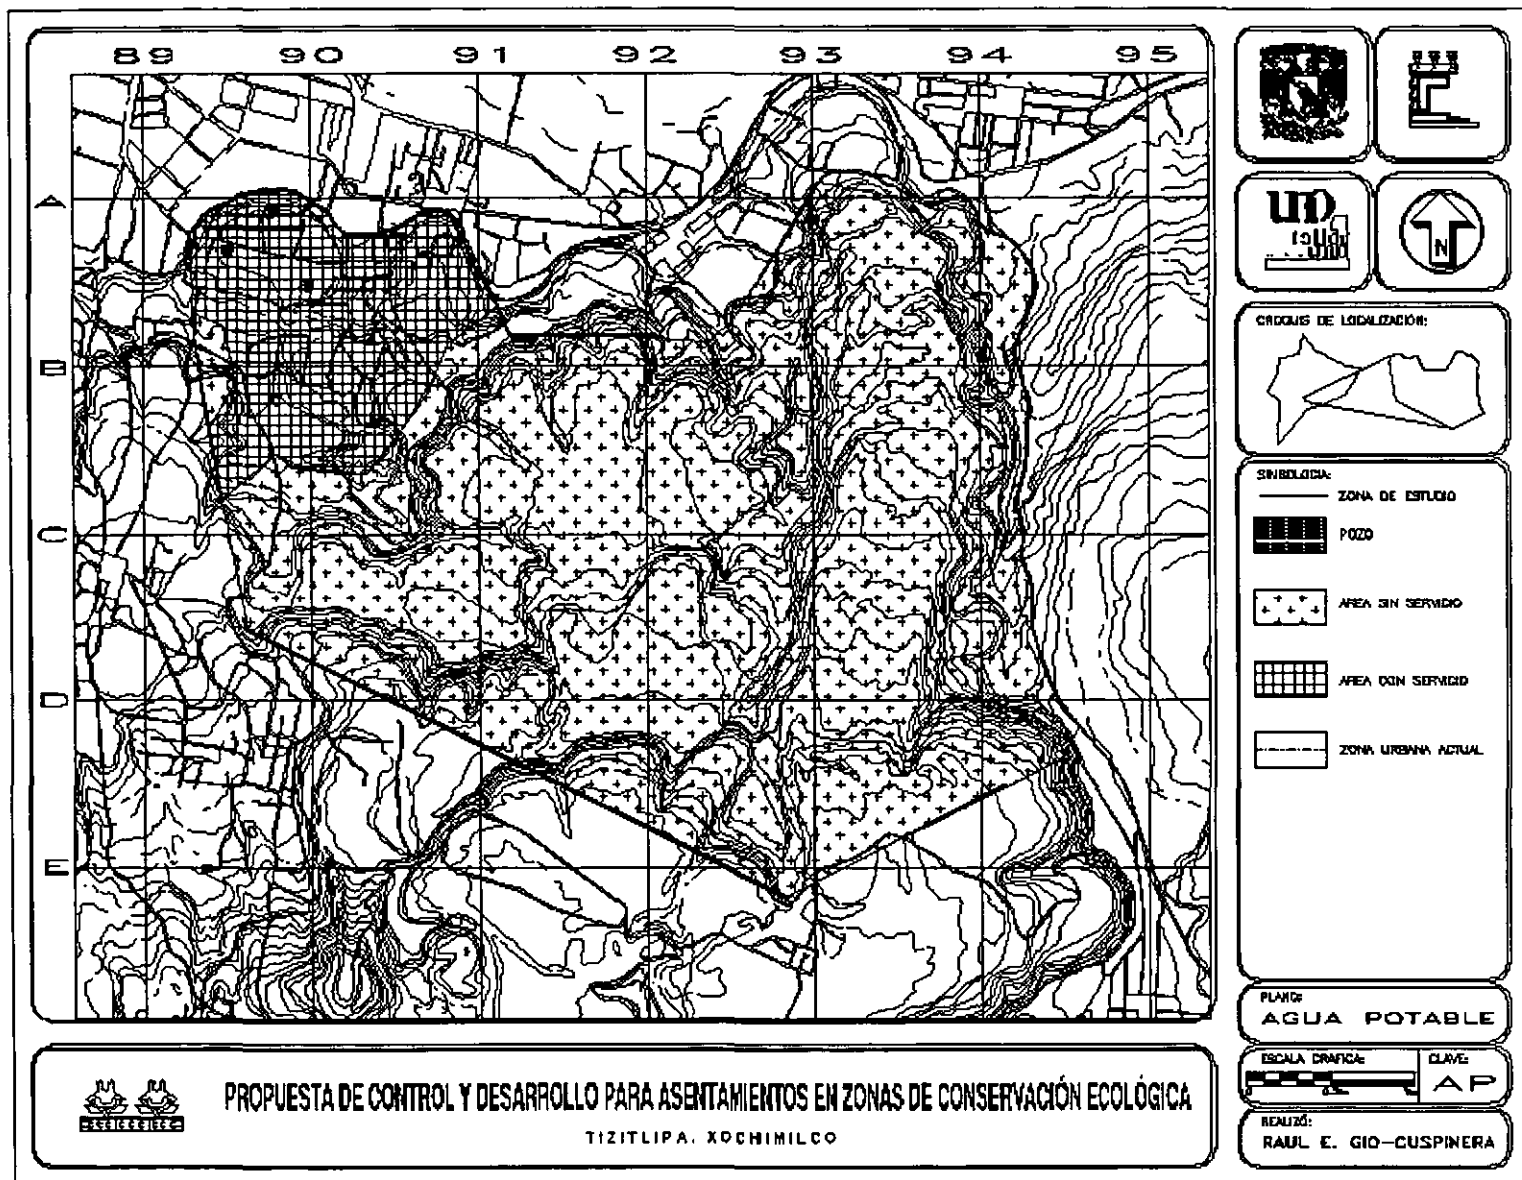 89 90 91 92 93 94 95
A
B
C
D
E
N
CROQUIS DE LOCALIZACIÓN:
SIMBOLOGIA:
ZONA DE ESTUDIO
POZO
AREA SIN SERVICIO
AREA CON SERVICIO
ZONA URBANA ACTUAL
PLANO:
AGUA POTABLE
ESCALA GRAFICA:
CLAVE:
AP
REALIZÓ:
RAUL E. GIO-CUSPINERA
PROPUESTA DE CONTROL Y DESARROLLO PARA ASENTAMIENTOS EN ZONAS DE CONSERVACIÓN ECOLÓGICA
TIZITLIPA, XOCHIMILCO